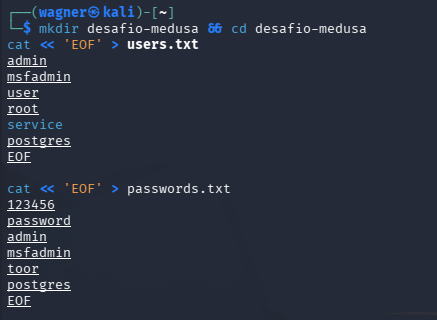 ┌──(wagner㉿kali)-[~]
└─$ mkdir desafio-medusa && cd desafio-medusa
cat << 'EOF' > users.txt
admin
msfadmin
user
root
service
postgres
EOF

cat << 'EOF' > passwords.txt
123456
password
admin
msfadmin
toor
postgres
EOF